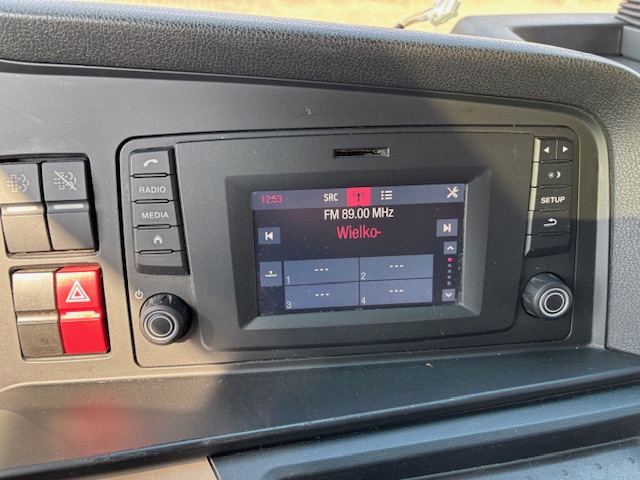 RADIO
MEDIA
SETUP
12:53
SRC
FM 89.00 MHz
Wielko-
1 ---
2 ---
3 ---
4 ---